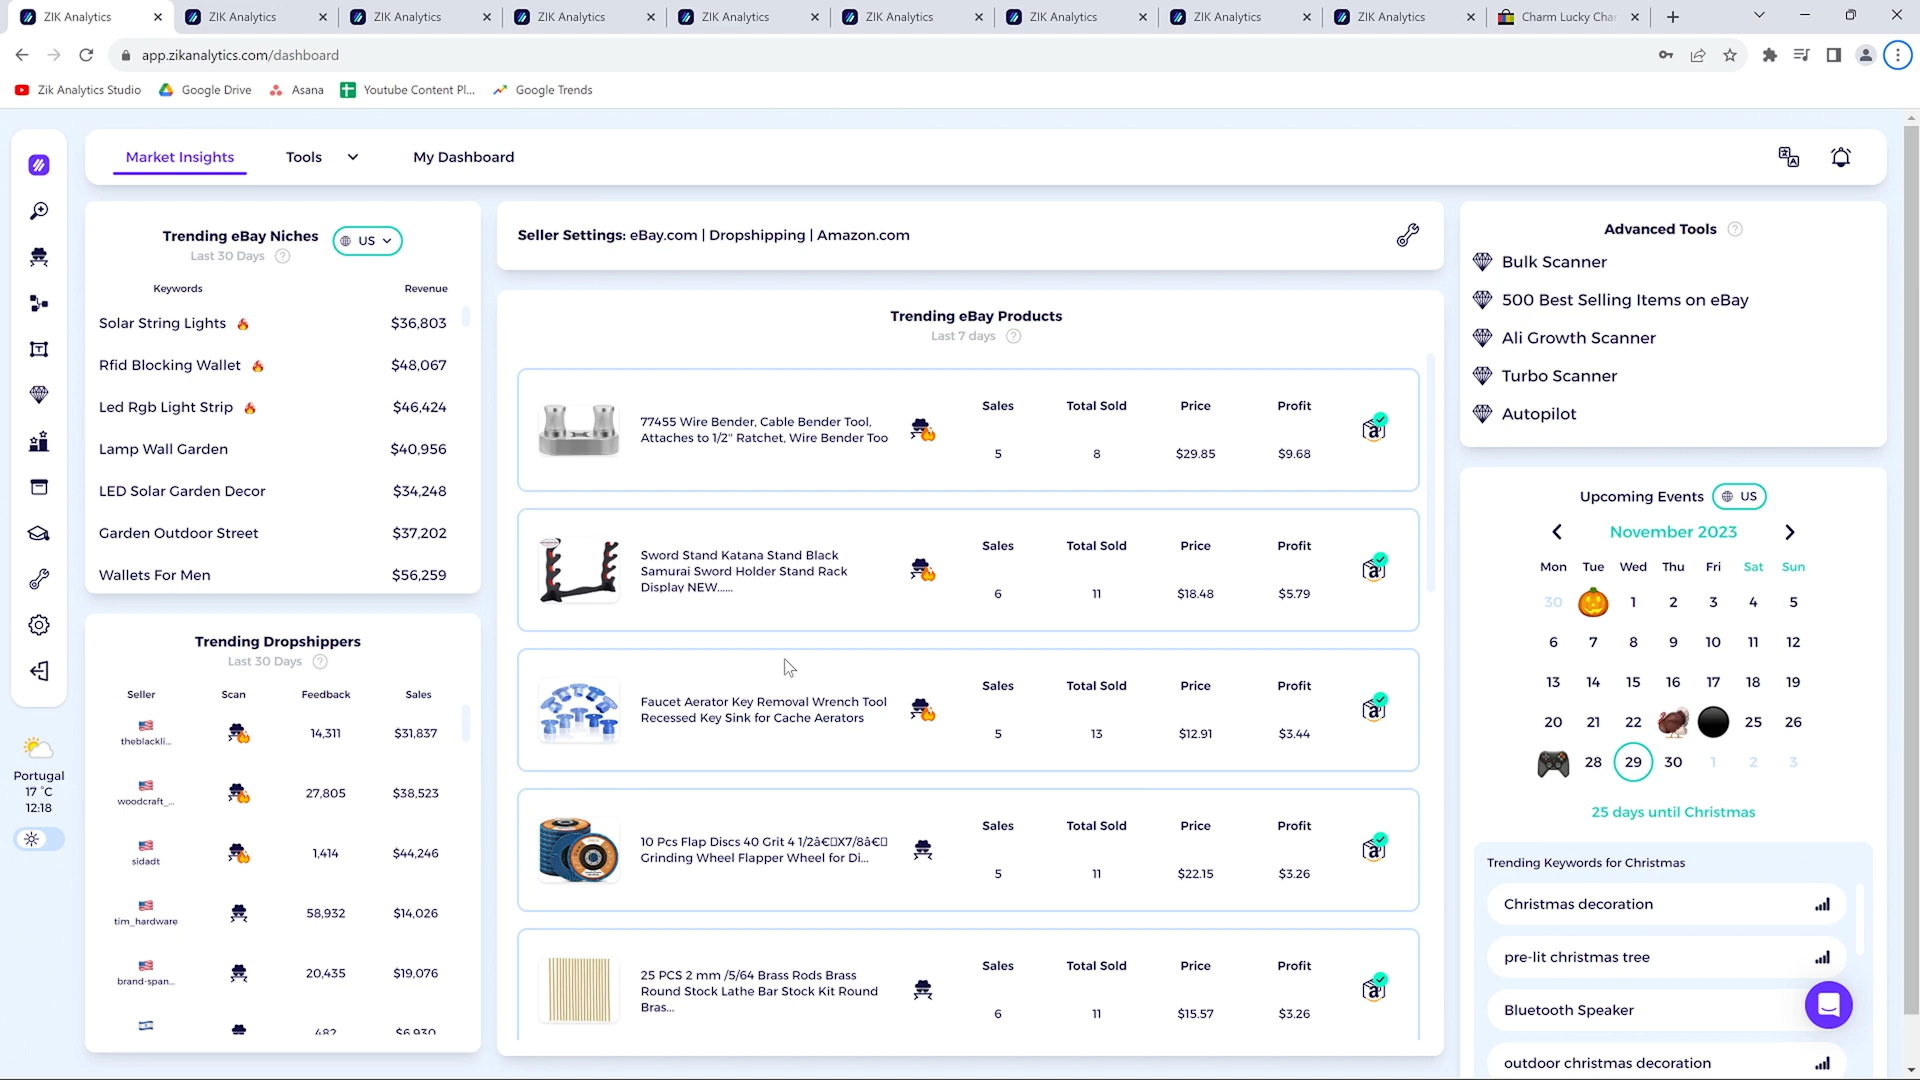 ZIK Analytics
ZIK Analytics
ZIK Analytics
ZIK Analytics
ZIK Analytics
ZIK Analytics
ZIK Analytics
ZIK Analytics
ZIK Analytics
Charm Lucky Cha
app.zikanalytics.com/dashboard
Zik Analytics Studio
Google Drive
Asana
Youtube Content Pl...
Google Trends
Market Insights
Tools
My Dashboard
Trending eBay Niches
US
Last 30 Days
Keywords Revenue
Solar String Lights $36,803
Rfid Blocking Wallet $48,067
Led Rgb Light Strip $46,424
Lamp Wall Garden $40,956
LED Solar Garden Decor $34,248
Garden Outdoor Street $37,202
Wallets For Men $56,259
Trending Dropshippers
Last 30 Days
Seller Scan Feedback Sales
theblackli... 14,311 $31,837
woodcraft_... 27,805 $38,523
sidadt 1,414 $44,246
tim_hardware 58,932 $14,026
brand-span... 20,435 $19,076
482 $6,930
Portugal
17 °C
12:18
Seller Settings: eBay.com | Dropshipping | Amazon.com
Trending eBay Products
Last 7 days
77455 Wire Bender, Cable Bender Tool,
Attaches to 1/2" Ratchet, Wire Bender Too
Sales Total Sold Price Profit
5 8 $29.85 $9.68
Sword Stand Katana Stand Black
Samurai Sword Holder Stand Rack
Display NEW......
Sales Total Sold Price Profit
6 11 $18.48 $5.79
Faucet Aerator Key Removal Wrench Tool
Recessed Key Sink for Cache Aerators
Sales Total Sold Price Profit
5 13 $12.91 $3.44
10 Pcs Flap Discs 40 Grit 4 1/2â€□X7/8â€□
Grinding Wheel Flapper Wheel for Di...
Sales Total Sold Price Profit
5 11 $22.15 $3.26
25 PCS 2 mm /5/64 Brass Rods Brass
Round Stock Lathe Bar Stock Kit Round
Bras...
Sales Total Sold Price Profit
6 11 $15.57 $3.26
Advanced Tools
Bulk Scanner
500 Best Selling Items on eBay
Ali Growth Scanner
Turbo Scanner
Autopilot
Upcoming Events
US
November 2023
Mon Tue Wed Thu Fri Sat Sun
30 1 2 3 4 5
6 7 8 9 10 11 12
13 14 15 16 17 18 19
20 21 22 25 26
28 29 30 1 2 3
25 days until Christmas
Trending Keywords for Christmas
Christmas decoration
pre-lit christmas tree
Bluetooth Speaker
outdoor christmas decoration